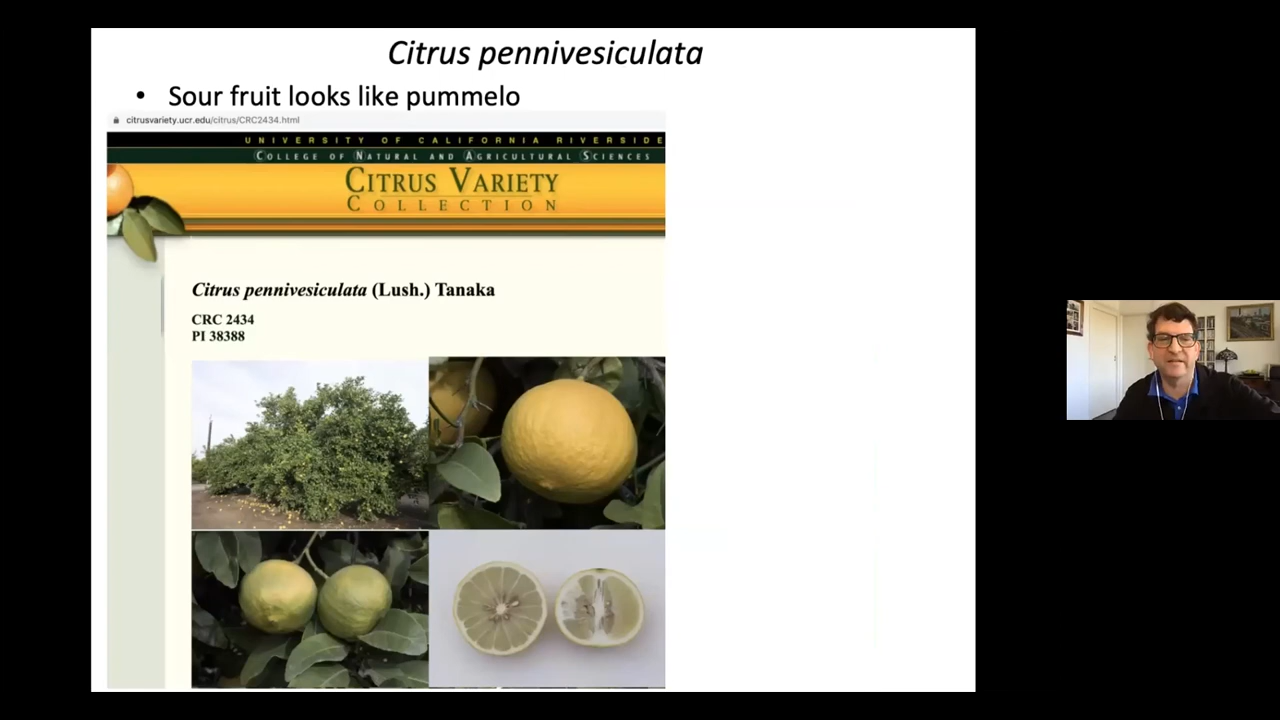 Citrus pennivesiculata
• Sour fruit looks like pummelo
citrusvariety.ucr.edu/citrus/CRC2434.html
UNIVERSITY OF CALIFORNIA RIVERSIDE
COLLEGE OF NATURAL AND AGRICULTURAL SCIENCES
CITRUS VARIETY
COLLECTION
Citrus pennivesiculata (Lush.) Tanaka
CRC 2434
PI 38388